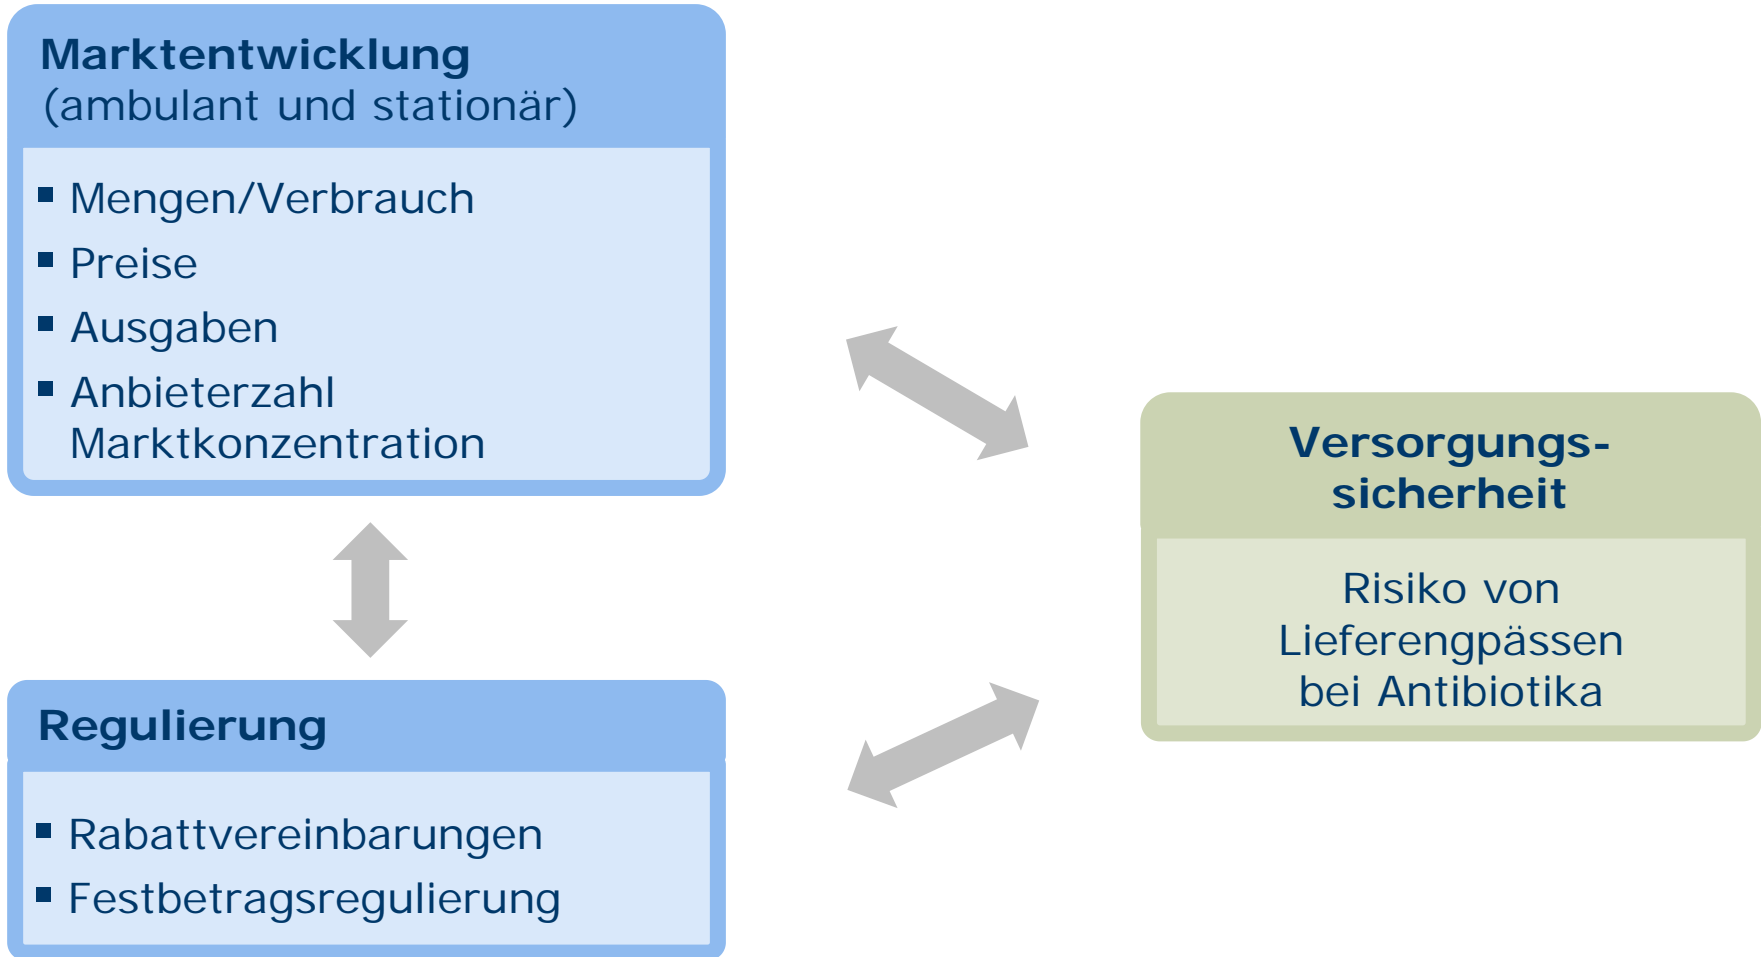 Marktentwicklung
(ambulant und stationär)
▪ Mengen/Verbrauch
▪ Preise
▪ Ausgaben
▪ Anbieterzahl
Marktkonzentration
Regulierung
▪ Rabattvereinbarungen
▪ Festbetragsregulierung
Versorgungs-
sicherheit
Risiko von
Lieferengpässen
bei Antibiotika